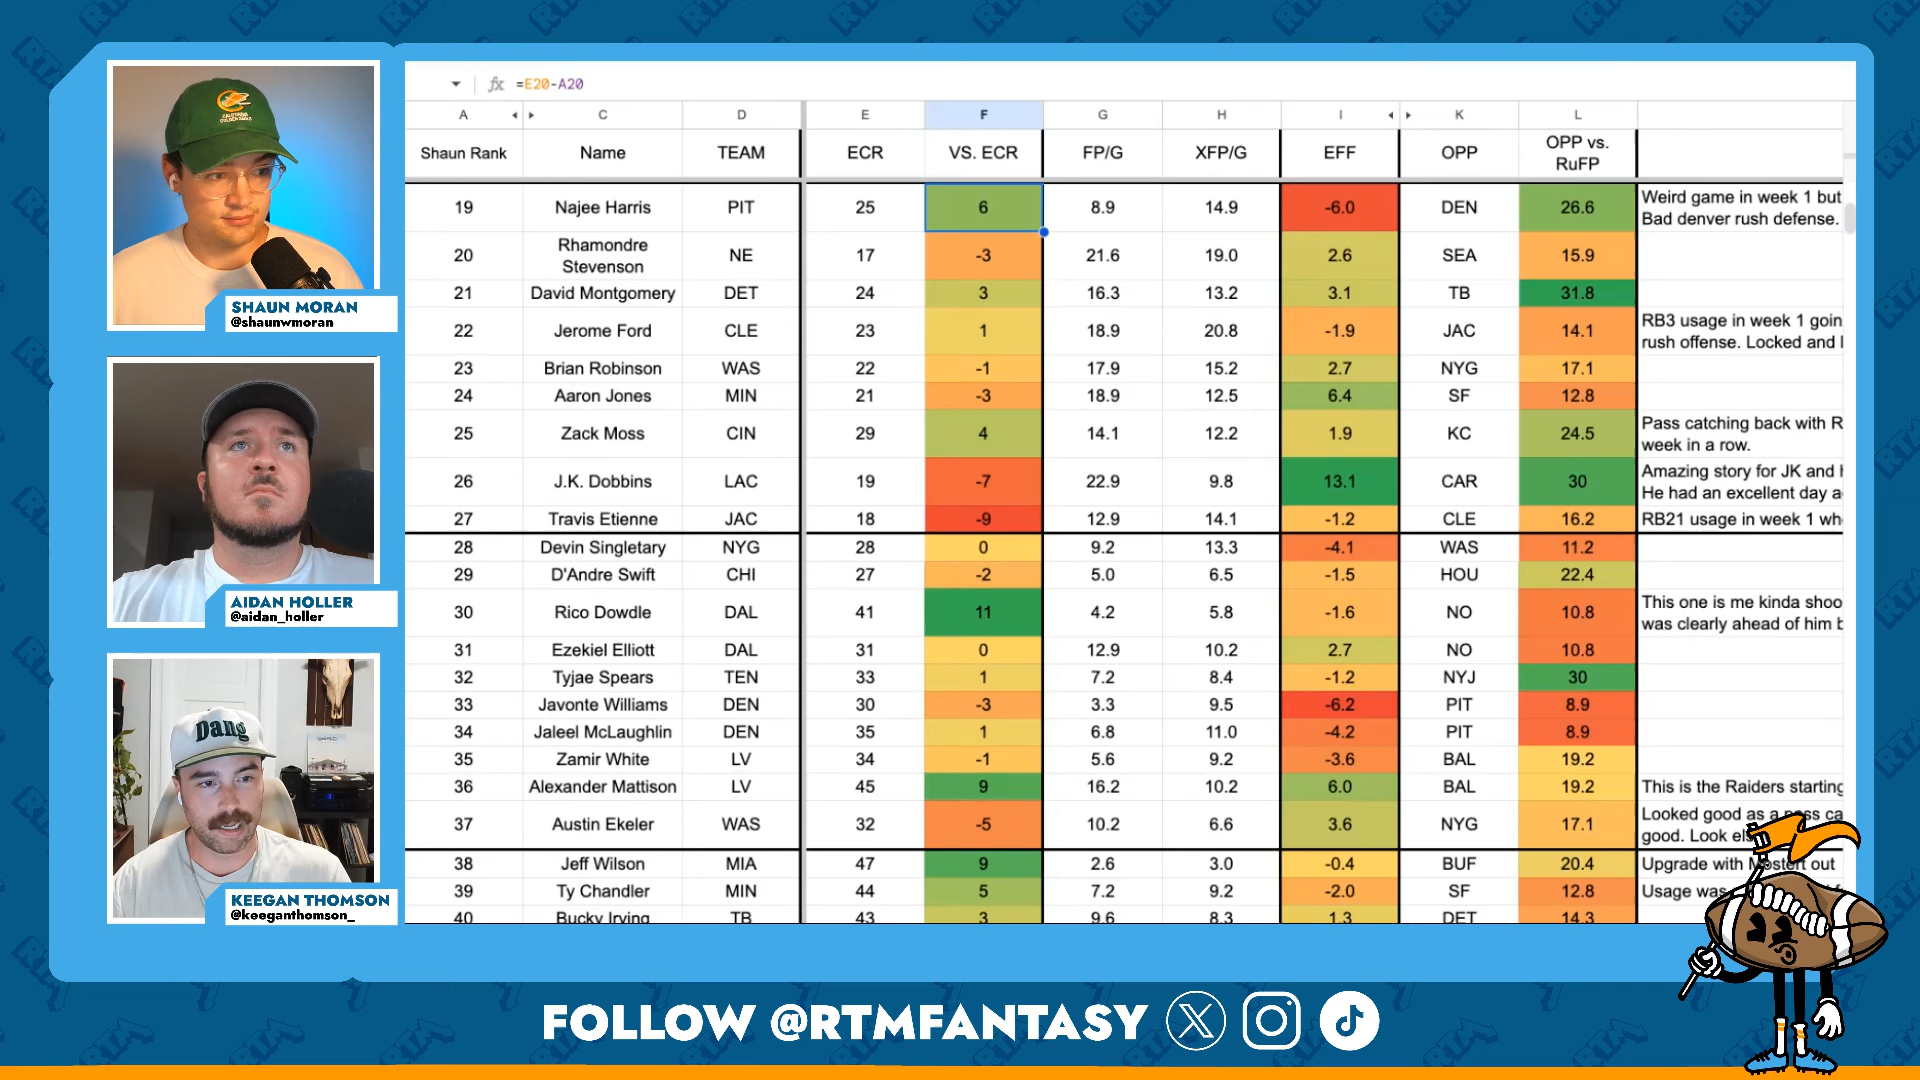 fx =E20-A20
A C D E F G H I K L
Shaun Rank Name TEAM ECR VS. ECR FP/G XFP/G EFF OPP OPP vs. RuFP
19 Najee Harris PIT 25 6 8.9 14.9 -6.0 DEN 26.6 Weird game in week 1 but
Bad denver rush defense.
20 Rhamondre Stevenson NE 17 -3 21.6 19.0 2.6 SEA 15.9
21 David Montgomery DET 24 3 16.3 13.2 3.1 TB 31.8
22 Jerome Ford CLE 23 1 18.9 20.8 -1.9 JAC 14.1 RB3 usage in week 1 goin
rush offense. Locked and l
23 Brian Robinson WAS 22 -1 17.9 15.2 2.7 NYG 17.1
24 Aaron Jones MIN 21 -3 18.9 12.5 6.4 SF 12.8
25 Zack Moss CIN 29 4 14.1 12.2 1.9 KC 24.5 Pass catching back with R
week in a row.
26 J.K. Dobbins LAC 19 -7 22.9 9.8 13.1 CAR 30 Amazing story for JK and h
He had an excellent day a
27 Travis Etienne JAC 18 -9 12.9 14.1 -1.2 CLE 16.2 RB21 usage in week 1 wh
28 Devin Singletary NYG 28 0 9.2 13.3 -4.1 WAS 11.2
29 D'Andre Swift CHI 27 -2 5.0 6.5 -1.5 HOU 22.4
30 Rico Dowdle DAL 41 11 4.2 5.8 -1.6 NO 10.8 This one is me kinda shoo
was clearly ahead of him b
31 Ezekiel Elliott DAL 31 0 12.9 10.2 2.7 NO 10.8
32 Tyjae Spears TEN 33 1 7.2 8.4 -1.2 NYJ 30
33 Javonte Williams DEN 30 -3 3.3 9.5 -6.2 PIT 8.9
34 Jaleel McLaughlin DEN 35 1 6.8 11.0 -4.2 PIT 8.9
35 Zamir White LV 34 -1 5.6 9.2 -3.6 BAL 19.2
36 Alexander Mattison LV 45 9 16.2 10.2 6.0 BAL 19.2 This is the Raiders starting
37 Austin Ekeler WAS 32 -5 10.2 6.6 3.6 NYG 17.1 Looked good as a pass ca
good. Look els
38 Jeff Wilson MIA 47 9 2.6 3.0 -0.4 BUF 20.4 Upgrade with Mostert out
39 Ty Chandler MIN 44 5 7.2 9.2 -2.0 SF 12.8 Usage was
40 Bucky Irving TB 43 3 9.6 8.3 1.3 DET 14.3
SHAUN MORAN
@shaunwmoran
AIDAN HOLLER
@aidan_holler
Dang
KEEGAN THOMSON
@keeganthomson_
FOLLOW @RTMFANTASY